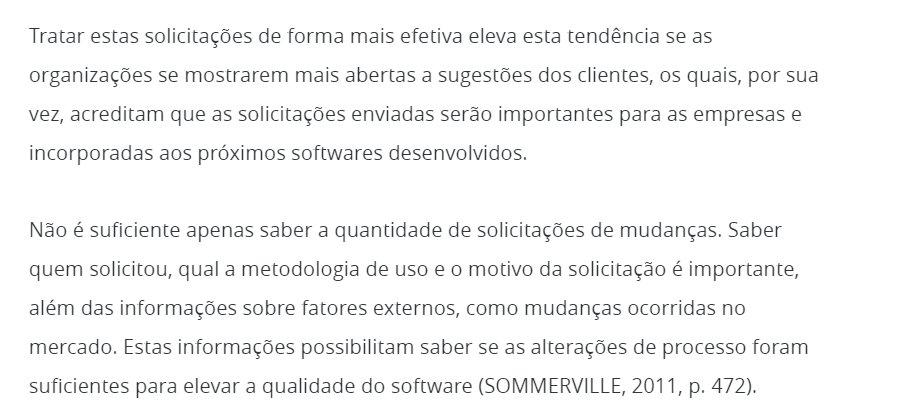 Tratar estas solicitações de forma mais efetiva eleva esta tendência se as
organizações se mostrarem mais abertas a sugestões dos clientes, os quais, por sua
vez, acreditam que as solicitações enviadas serão importantes para as empresas e
incorporadas aos próximos softwares desenvolvidos.
Não é suficiente apenas saber a quantidade de solicitações de mudanças. Saber
quem solicitou, qual a metodologia de uso e o motivo da solicitação é importante,
além das informações sobre fatores externos, como mudanças ocorridas no
mercado. Estas informações possibilitam saber se as alterações de processo foram
suficientes para elevar a qualidade do software (SOMMERVILLE, 2011, p. 472).